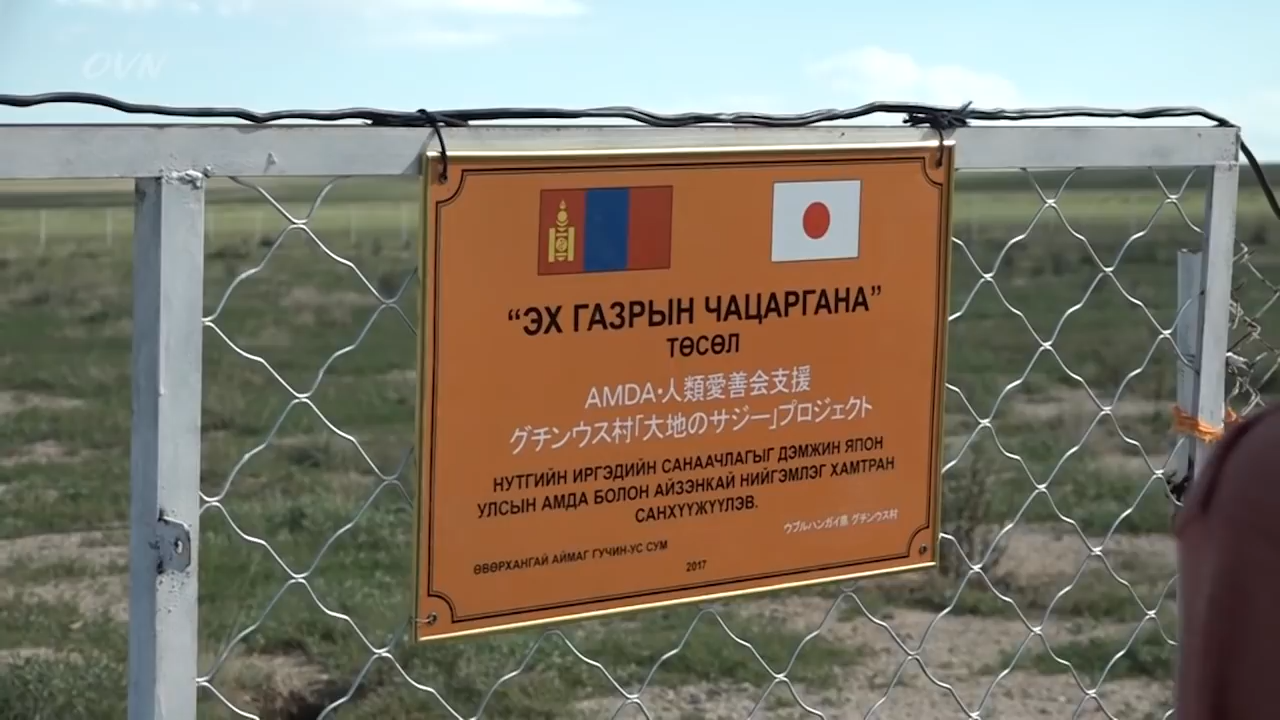 OVN
“ЭХ ГАЗРЫН ЧАЦАРГАНА”
ТӨСӨЛ
AMDA・人類愛善会支援
グチンウス村「大地のサジー」プロジェクト
НУТГИЙН ИРГЭДИЙН САНААЧЛАГЫГ ДЭМЖИН ЯПОН
УЛСЫН АМДА БОЛОН АЙЗЭНКАЙ НИЙГЭМЛЭГ ХАМТРАН
САНХҮҮЖҮҮЛЭВ.
ウブルハンガイ県 グチンウス村
ӨВӨРХАНГАЙ АЙМАГ ГУЧИН-УС СУМ
2017